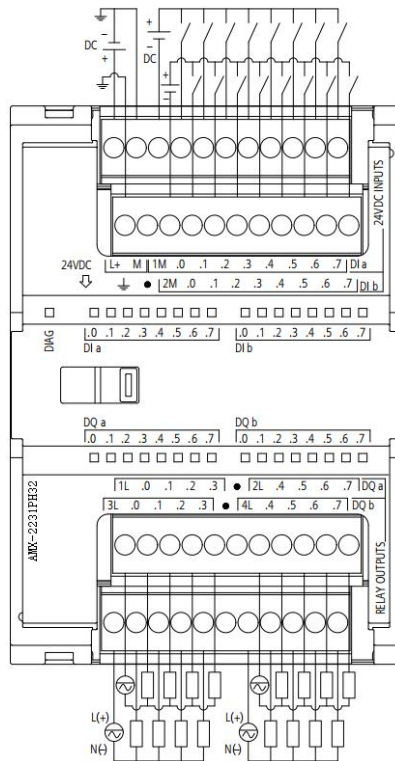 DC
DC
24VDC INPUTS
24VDC L+ M 1M .0 .1 .2 .3 .4 .5 .6 .7 DI a
2M .0 .1 .2 .3 .4 .5 .6 .7 DI b
DIAG
.0 .1 .2 .3 .4 .5 .6 .7 .0 .1 .2 .3 .4 .5 .6 .7
DI a DI b
DQ a DQ b
.0 .1 .2 .3 .4 .5 .6 .7 .0 .1 .2 .3 .4 .5 .6 .7
1L .0 .1 .2 .3 2L .4 .5 .6 .7 DQ a
3L .0 .1 .2 .3 4L .4 .5 .6 .7 DQ b
AMX-2231PH32
RELAY OUTPUTS
L(+) L(+)
N(-) N(-)